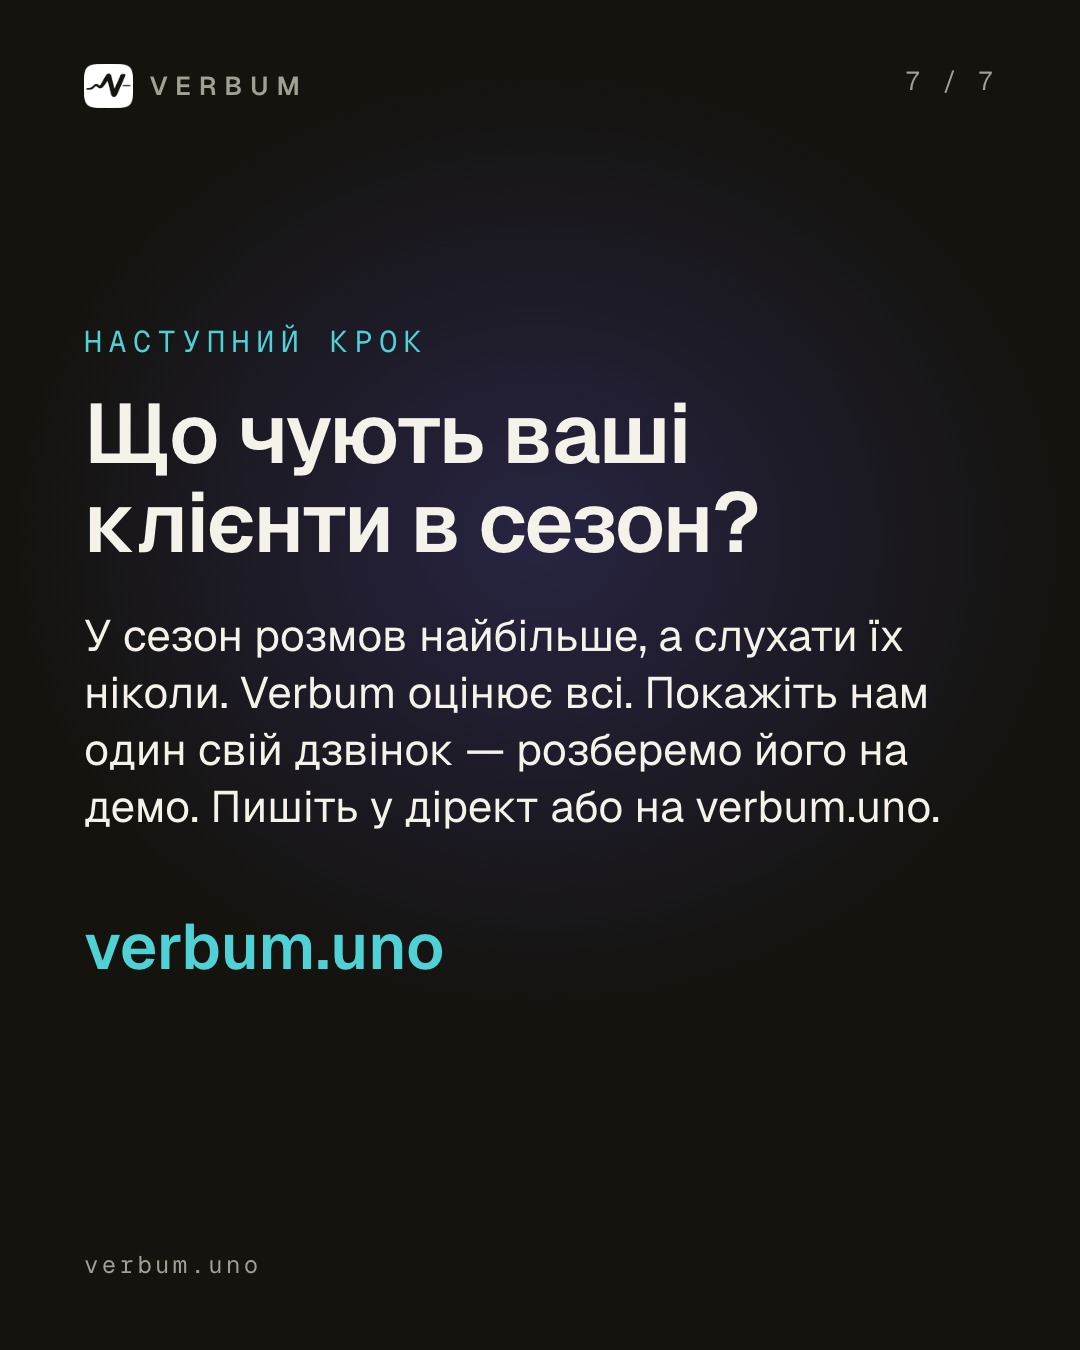 VERBUM
7 / 7
НАСТУПНИЙ КРОК
Що чують ваші
клієнти в сезон?
У сезон розмов найбільше, а слухати їх
ніколи. Verbum оцінює всі. Покажіть нам
один свій дзвінок — розберемо його на
демо. Пишіть у дірект або на verbum.uno.
verbum.uno
verbum.uno